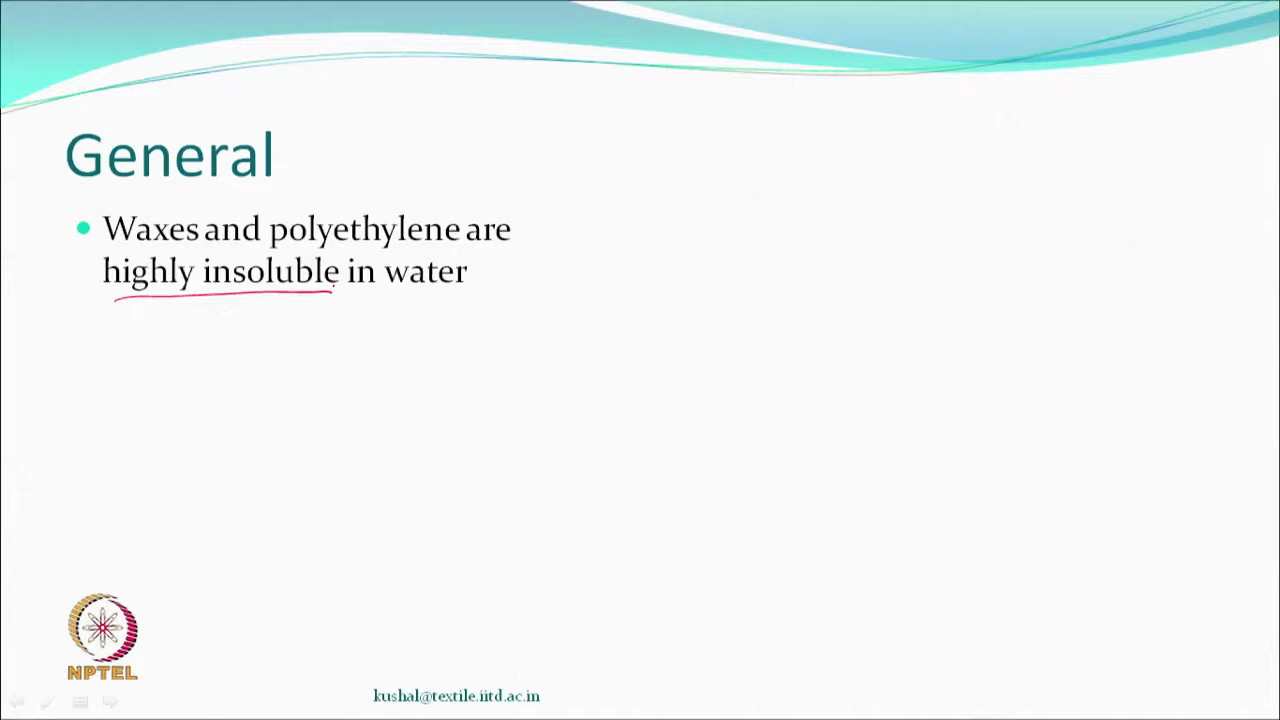 General
Waxes and polyethylene are
highly insoluble in water
NPTEL
kushal@textile.iitd.ac.in